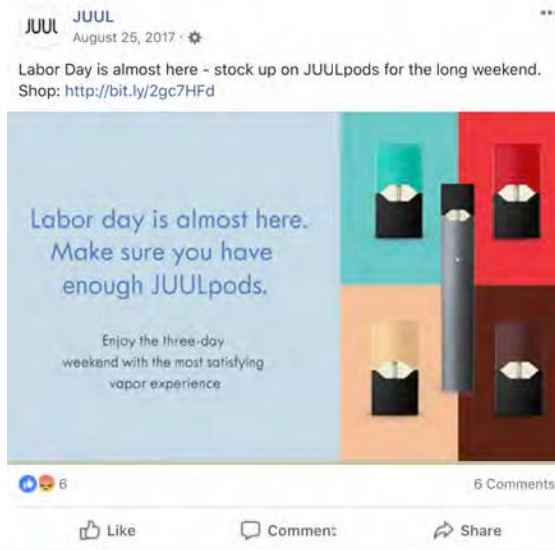 JUUL
JUUL
August 25, 2017 ·
Labor Day is almost here - stock up on JUULpods for the long weekend.
Shop: http://bit.ly/2gc7HFd
Labor day is almost here.
Make sure you have
enough JUULpods.
Enjoy the three-day
weekend with the most satisfying
vapor experience
6
6 Comments
Like
Comment
Share